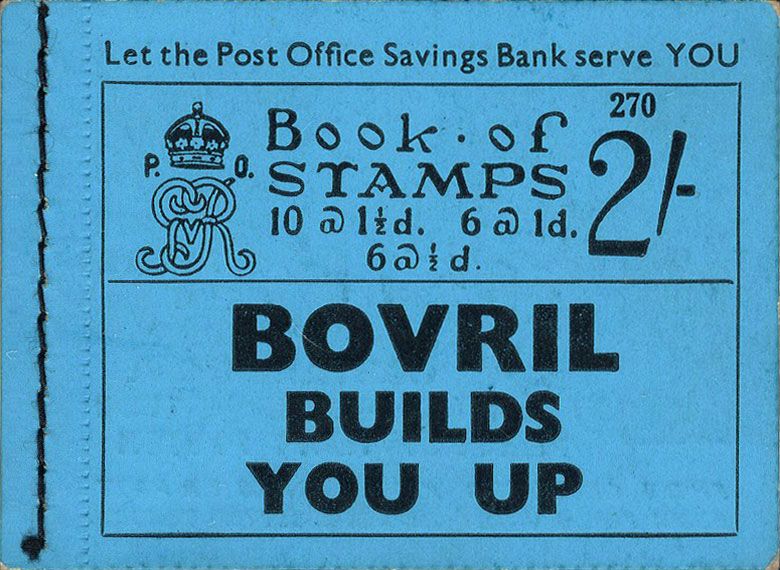 Let the Post Office Savings Bank serve YOU
270
P. O.
Book · of
STAMPS
2/-
10 @ 1½d. 6 @ 1d.
6 @ ½ d.
BOVRIL
BUILDS
YOU UP